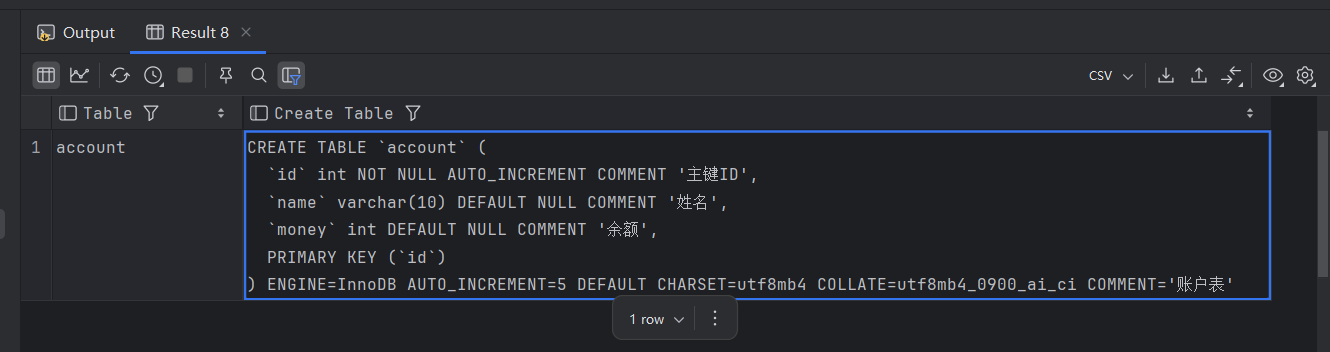 Output
Result 8
CSV
Table
Create Table
1
account
CREATE TABLE `account` (
  `id` int NOT NULL AUTO_INCREMENT COMMENT '主键ID',
  `name` varchar(10) DEFAULT NULL COMMENT '姓名',
  `money` int DEFAULT NULL COMMENT '余额',
  PRIMARY KEY (`id`)
) ENGINE=InnoDB AUTO_INCREMENT=5 DEFAULT CHARSET=utf8mb4 COLLATE=utf8mb4_0900_ai_ci COMMENT='账户表'
1 row